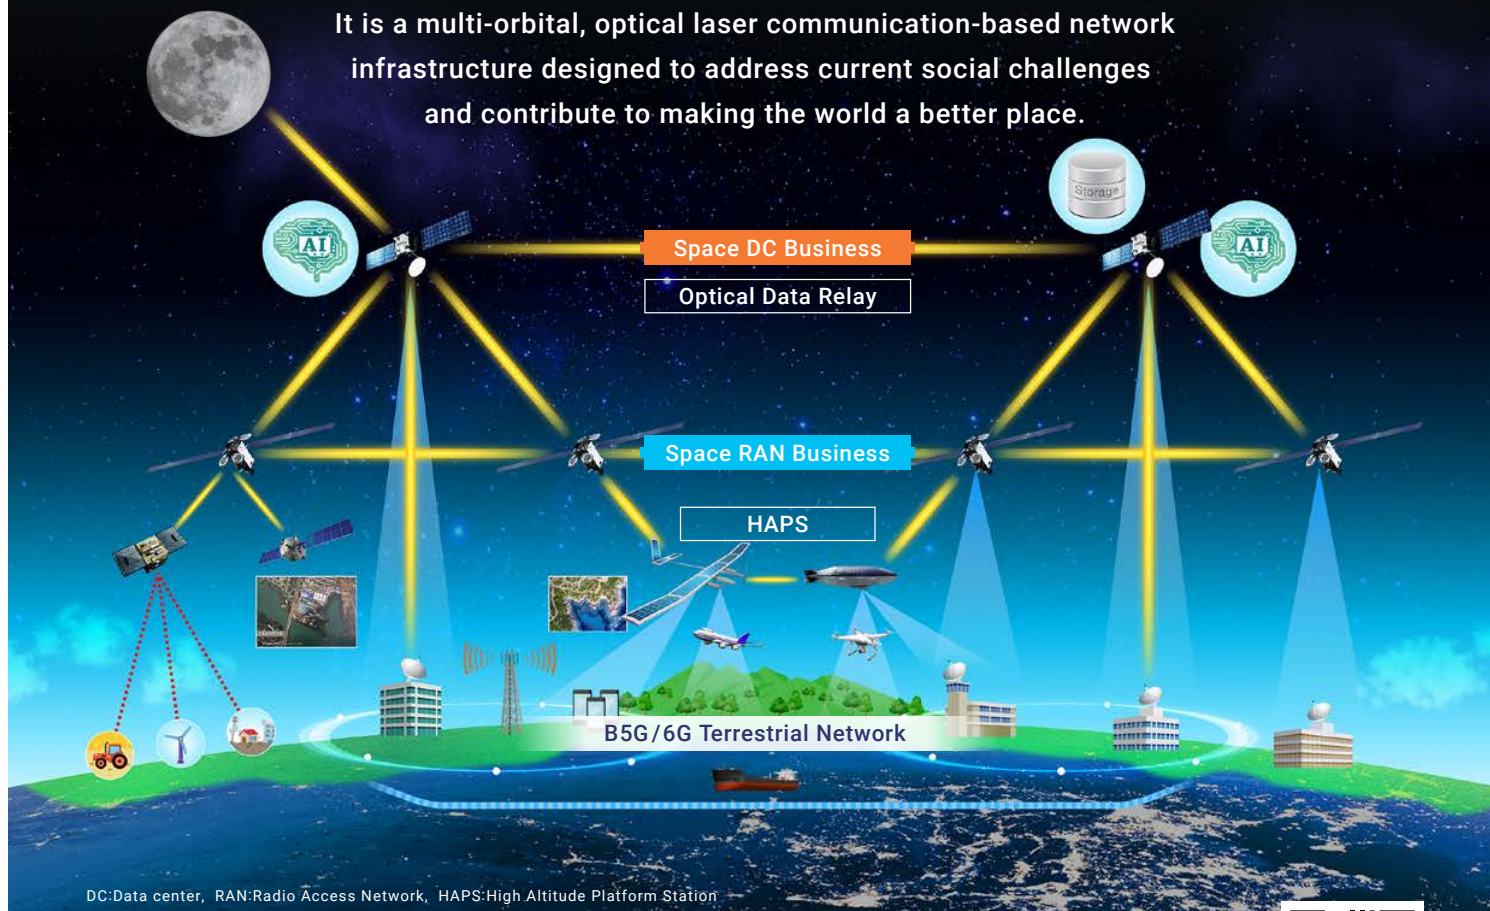 It is a multi-orbital, optical laser communication-based network
infrastructure designed to address current social challenges
and contribute to making the world a better place.
Storage
AI
AI
Space DC Business
Optical Data Relay
Space RAN Business
HAPS
B5G/6G Terrestrial Network
DC:Data center, RAN:Radio Access Network, HAPS:High Altitude Platform Station